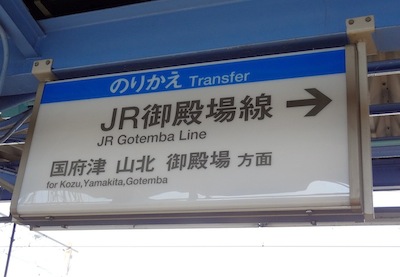 のりかえ Transfer
JR御殿場線 →
JR Gotemba Line
国府津 山北 御殿場 方面
for Kozu,Yamakita,Gotemba